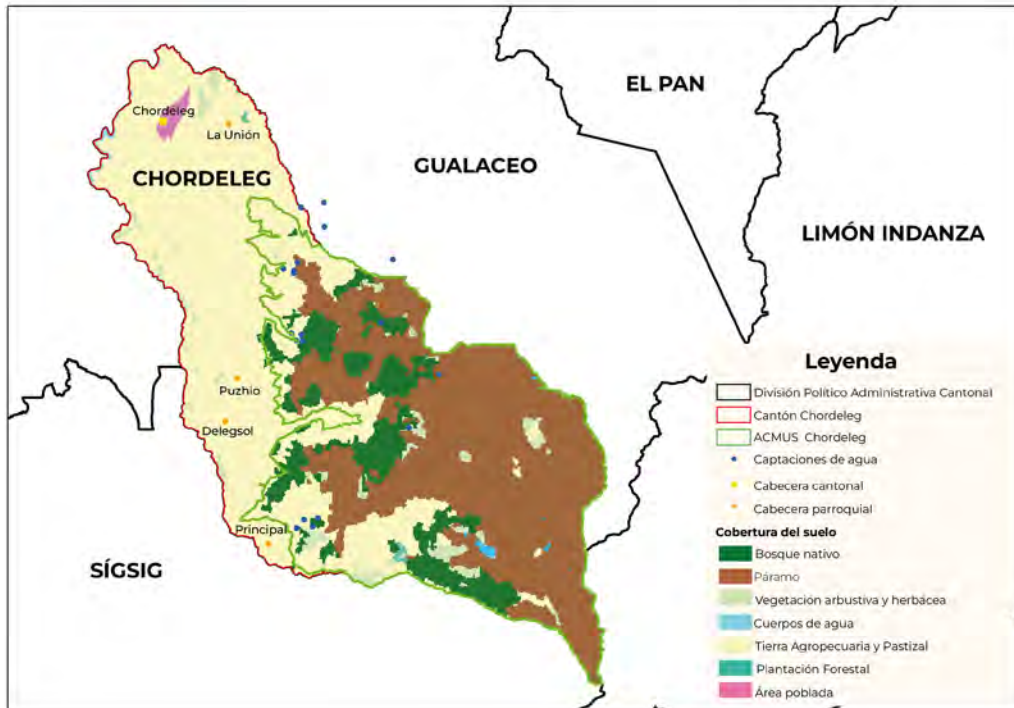 EL PAN
Chordeleg
La Unión
GUALACEO
CHORDELEG
LIMÓN INDANZA
Puzhio
Delegsol
Principal
SÍGSIG
Leyenda
División Político Administrativa Cantonal
Cantón Chordeleg
ACMUS Chordeleg
Captaciones de agua
Cabecera cantonal
Cabecera parroquial
Cobertura del suelo
Bosque nativo
Páramo
Vegetación arbustiva y herbácea
Cuerpos de agua
Tierra Agropecuaria y Pastizal
Plantación Forestal
Área poblada